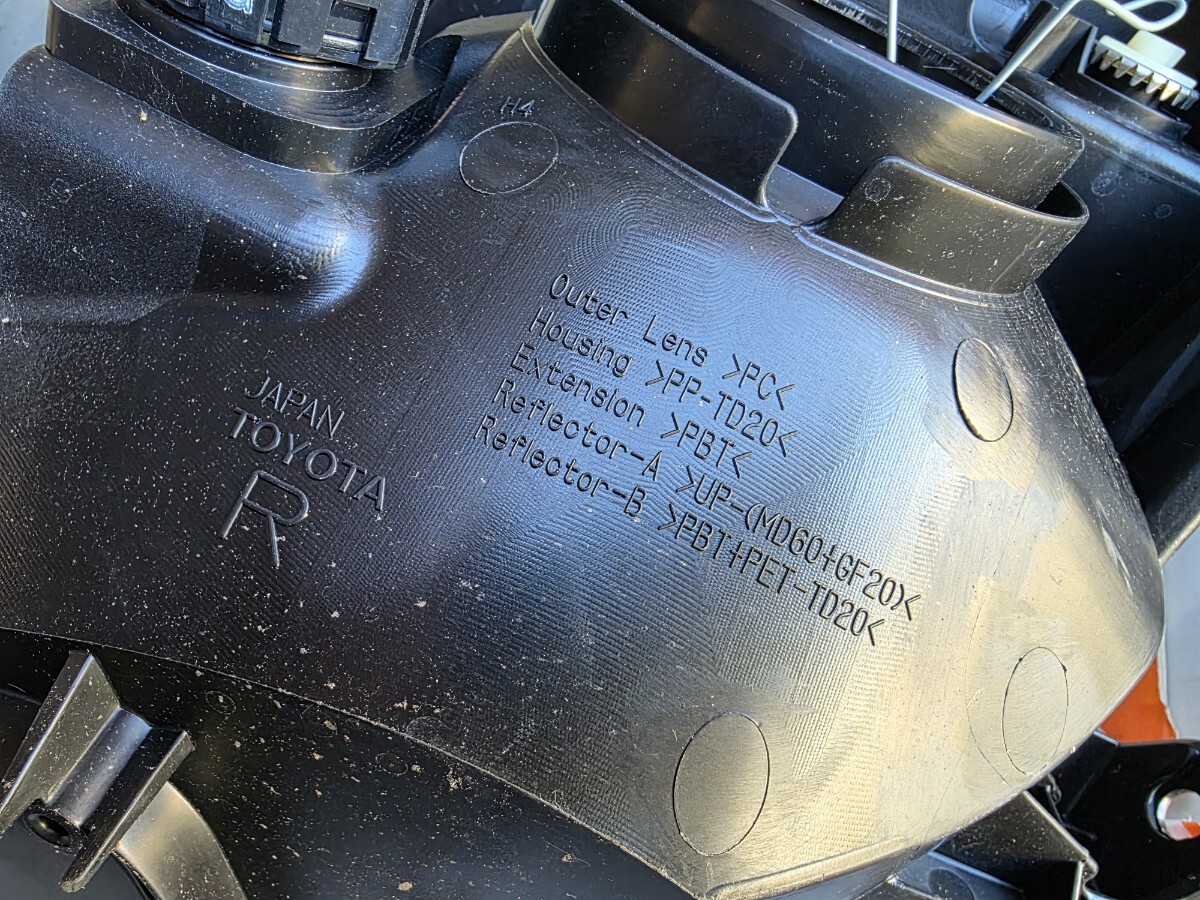 H4
Outer Lens >PC<
Housing >PP-TD20<
Extension >PBT<
Reflector-A >UP-(MD60+GF20)<
Reflector-B >PBT+PET-TD20<
JAPAN
TOYOTA
R